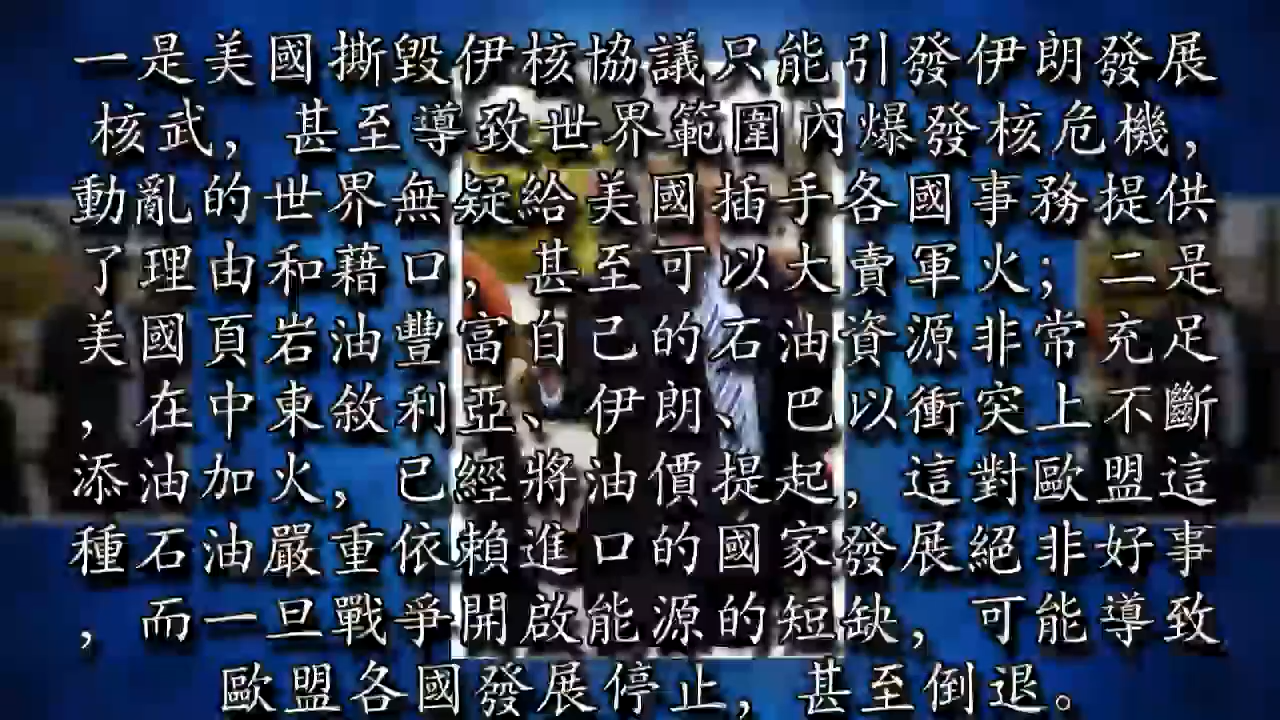 一是美國撕毀伊核協議只能引發伊朗發展
核武，甚至導致世界範圍內爆發核危機，
動亂的世界無疑給美國插手各國事務提供
了理由和藉口，甚至可以大賣軍火；二是
美國頁岩油豐富自己的石油資源非常充足
，在中東敘利亞、伊朗、巴以衝突上不斷
添油加火，已經將油價提起，這對歐盟這
種石油嚴重依賴進口的國家發展絕非好事
，而一旦戰爭開啟能源的短缺，可能導致
歐盟各國發展停止，甚至倒退。